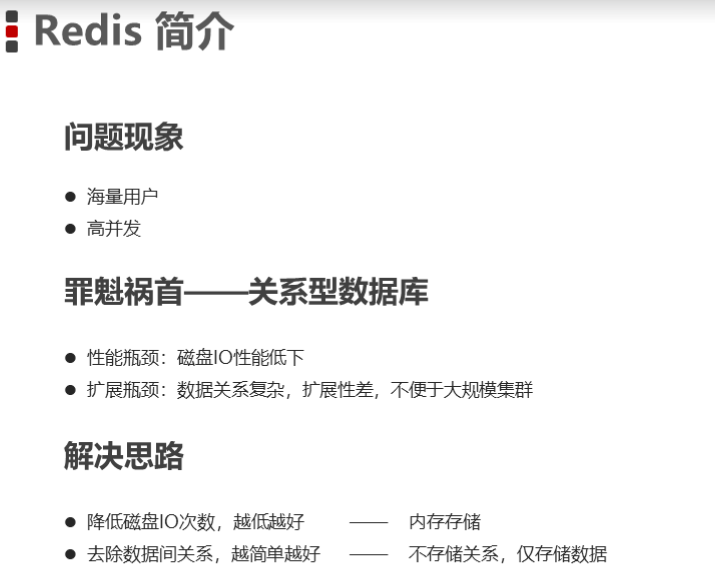 Redis 简介
问题现象
● 海量用户
● 高并发
罪魁祸首——关系型数据库
● 性能瓶颈：磁盘IO性能低下
● 扩展瓶颈：数据关系复杂，扩展性差，不便于大规模集群
解决思路
● 降低磁盘IO次数，越低越好 —— 内存存储
● 去除数据间关系，越简单越好 —— 不存储关系，仅存储数据